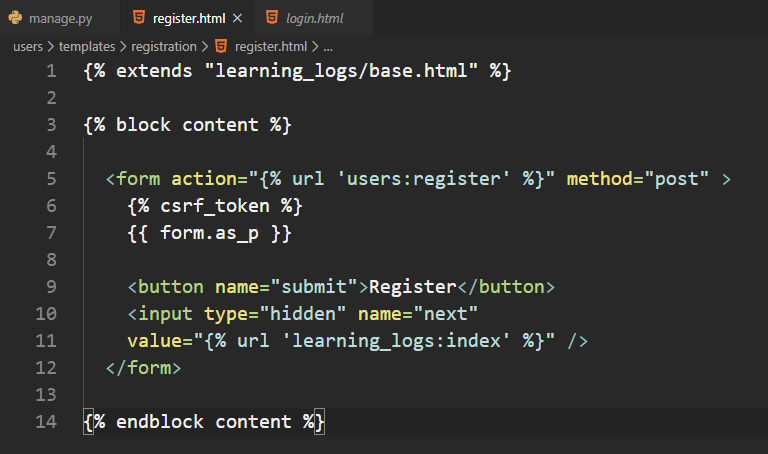 manage.py register.html × login.html
users > templates > registration > register.html > ...
1 {% extends "learning_logs/base.html" %}
2
3 {% block content %}
4
5 <form action="{% url 'users:register' %}" method="post" >
6 {% csrf_token %}
7 {{ form.as_p }}
8
9 <button name="submit">Register</button>
10 <input type="hidden" name="next"
11 value="{% url 'learning_logs:index' %}" />
12 </form>
13
14 {% endblock content %}